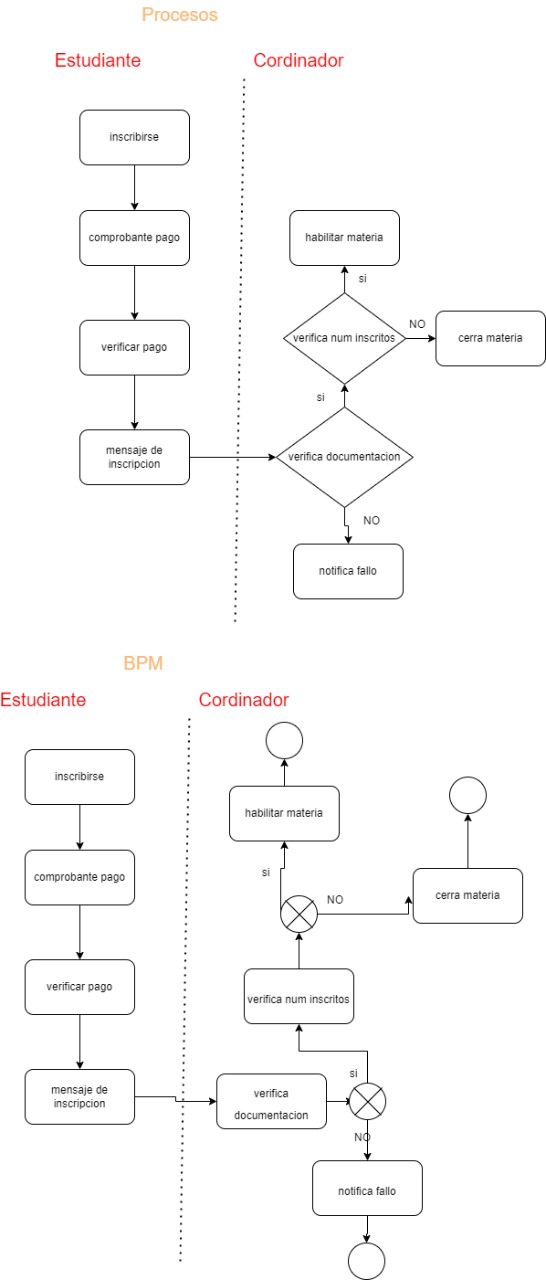 Procesos
Estudiante
Cordinador
inscribirse
comprobante pago
habilitar materia
si
NO
verificar pago
verifica num inscritos
cerra materia
si
mensaje de
inscripcion
verifica documentacion
NO
notifica fallo
BPM
Estudiante
Cordinador
inscribirse
habilitar materia
comprobante pago
si
NO
cerra materia
verificar pago
verifica num inscritos
si
mensaje de
inscripcion
verifica
documentacion
NO
notifica fallo